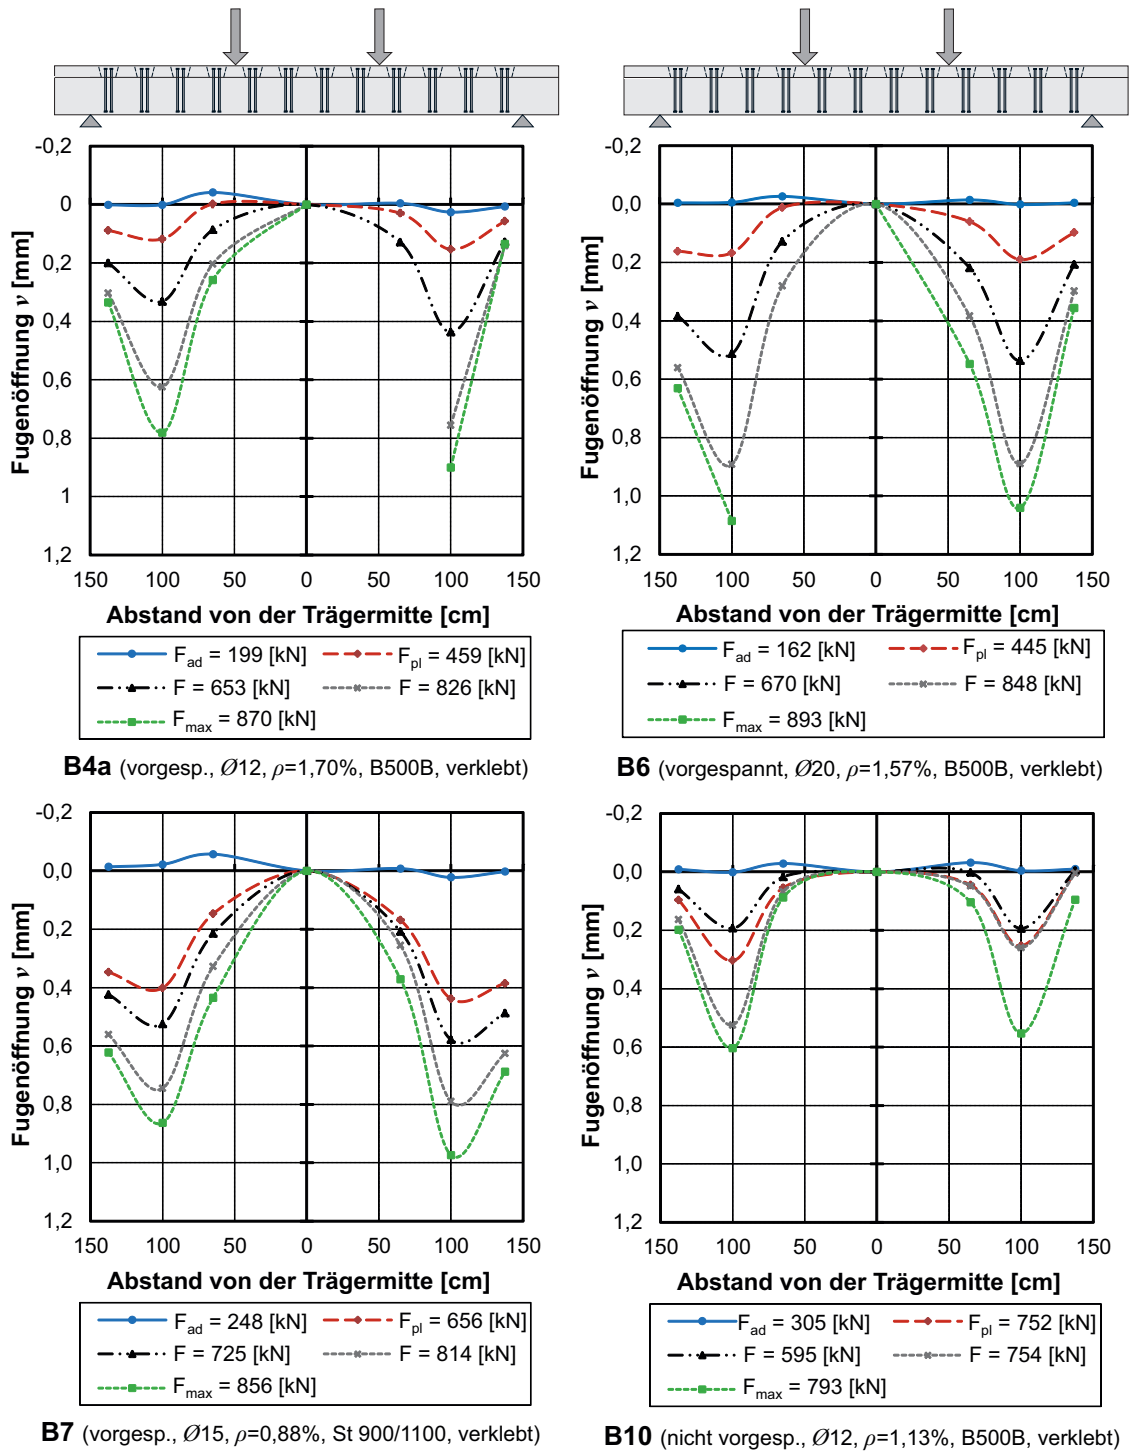 -0,2
0
0,2
0,4
0,6
0,8
1
1,2
Fugenöffnung v [mm]
150 100 50 0 50 100 150
Abstand von der Trägermitte [cm]
F_ad = 199 [kN] F_pl = 459 [kN]
F = 653 [kN] F = 826 [kN]
F_max = 870 [kN]
B4a (vorgesp., Ø12, ρ=1,70%, B500B, verklebt)
-0,2
0,0
0,2
0,4
0,6
0,8
1,0
1,2
Fugenöffnung v [mm]
150 100 50 0 50 100 150
Abstand von der Trägermitte [cm]
F_ad = 162 [kN] F_pl = 445 [kN]
F = 670 [kN] F = 848 [kN]
F_max = 893 [kN]
B6 (vorgespannt, Ø20, ρ=1,57%, B500B, verklebt)
-0,2
0,0
0,2
0,4
0,6
0,8
1,0
1,2
Fugenöffnung v [mm]
150 100 50 0 50 100 150
Abstand von der Trägermitte [cm]
F_ad = 248 [kN] F_pl = 656 [kN]
F = 725 [kN] F = 814 [kN]
F_max = 856 [kN]
B7 (vorgesp., Ø15, ρ=0,88%, St 900/1100, verklebt)
-0,2
0,0
0,2
0,4
0,6
0,8
1,0
1,2
Fugenöffnung v [mm]
150 100 50 0 50 100 150
Abstand von der Trägermitte [cm]
F_ad = 305 [kN] F_pl = 752 [kN]
F = 595 [kN] F = 754 [kN]
F_max = 793 [kN]
B10 (nicht vorgesp., Ø12, ρ=1,13%, B500B, verklebt)